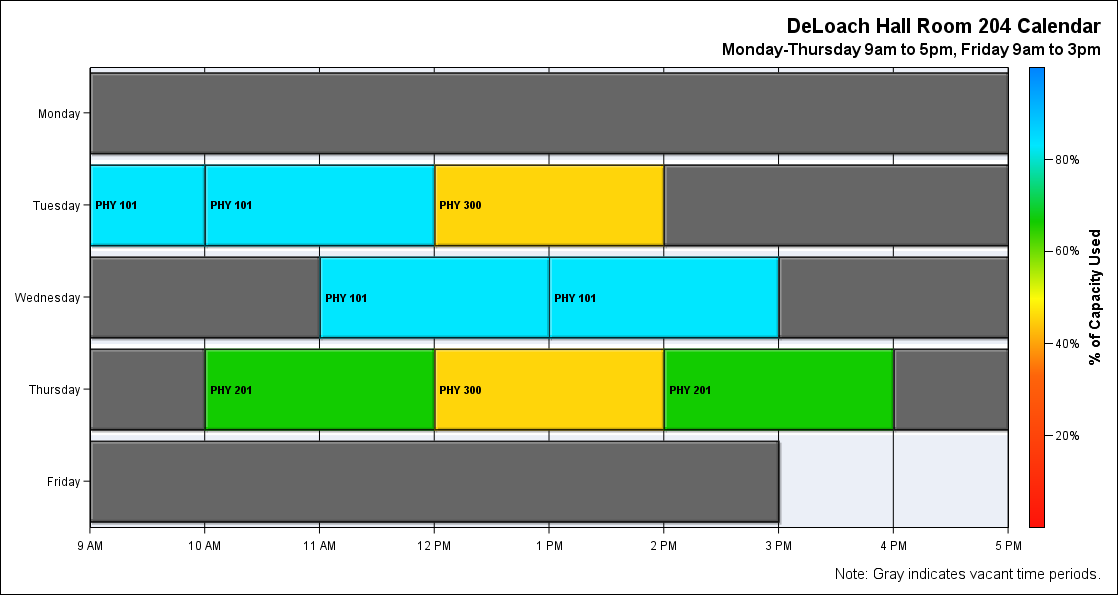 DeLoach Hall Room 204 Calendar
Monday-Thursday 9am to 5pm, Friday 9am to 3pm
Monday
Tuesday
PHY 101
PHY 101
PHY 300
Wednesday
PHY 101
PHY 101
Thursday
PHY 201
PHY 300
PHY 201
Friday
9 AM
10 AM
11 AM
12 PM
1 PM
2 PM
3 PM
4 PM
5 PM
80%
60%
40%
20%
% of Capacity Used
Note: Gray indicates vacant time periods.